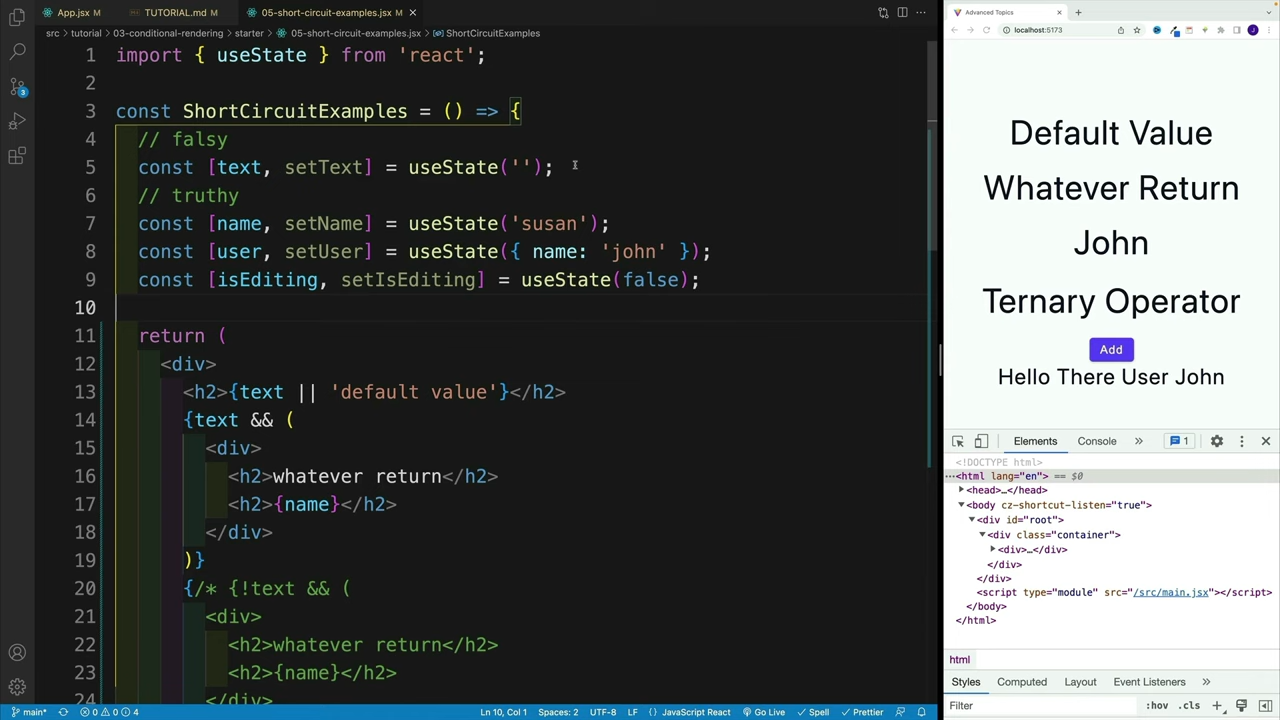 App.jsx M
TUTORIAL.md M
05-short-circuit-examples.jsx M
src > tutorial > 03-conditional-rendering > ShortCircuitExamples
1 import { useState } from 'react';
2
3 const ShortCircuitExamples = () => {
4 // falsy
5 const [text, setText] = useState('');
6 // truthy
7 const [name, setName] = useState('susan');
8 const [user, setUser] = useState({ name: 'john' });
9 const [isEditing, setIsEditing] = useState(false);
10
11 return (
12 <div>
13 <h2>{text || 'default value'}</h2>
14 {text && (
15 <div>
16 <h2>whatever return</h2>
17 <h2>{name}</h2>
18 </div>
19 )}
20 {/* {!text && (
21 <div>
22 <h2>whatever return</h2>
23 <h2>{name}</h2>
24 </div>
3
main*
0 0 4
Ln 10, Col 1
Spaces: 2
UTF-8
LF
{} JavaScript React
Go Live
Spell
Prettier
Advanced Topics
localhost:5173
J
Default Value
Whatever Return
John
Ternary Operator
Add
Hello There User John
Elements
Console
1
<!DOCTYPE html>
<html lang="en"> == $0
<head>…</head>
<body cz-shortcut-listen="true">
<div id="root">
<div class="container">
<div>…</div>
</div>
</div>
<script type="module" src="/src/main.jsx"></script>
</body>
</html>
html
Styles
Computed
Layout
Event Listeners
Filter
:hov
.cls